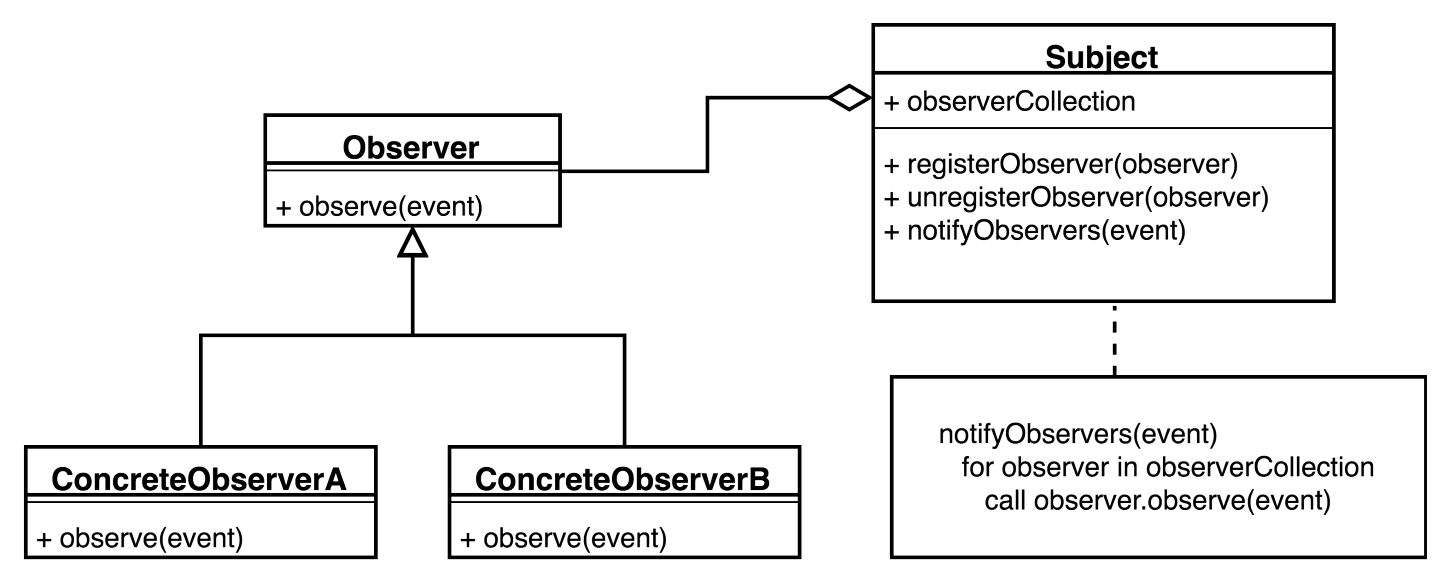 Subject
+ observerCollection
+ registerObserver(observer)
+ unregisterObserver(observer)
+ notifyObservers(event)
Observer
+ observe(event)
ConcreteObserverA
+ observe(event)
ConcreteObserverB
+ observe(event)
notifyObservers(event)
for observer in observerCollection
call observer.observe(event)